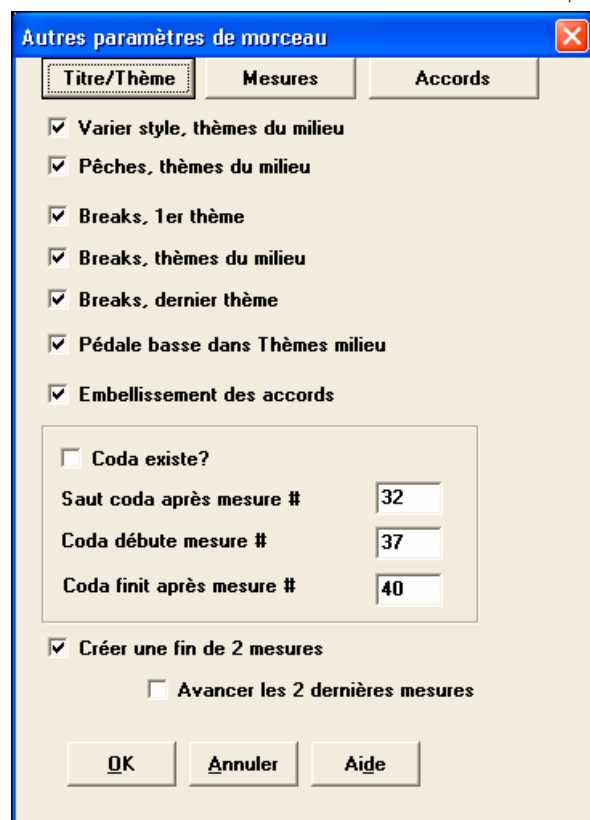 Autres paramètres de morceau
Titre/Thème Mesures Accords
Varier style, thèmes du milieu
Pêches, thèmes du milieu
Breaks, 1er thème
Breaks, thèmes du milieu
Breaks, dernier thème
Pédale basse dans Thèmes milieu
Embellissement des accords
Coda existe?
Saut coda après mesure # 32
Coda débute mesure # 37
Coda finit après mesure # 40
Créer une fin de 2 mesures
Avancer les 2 dernières mesures
OK Annuler Aide